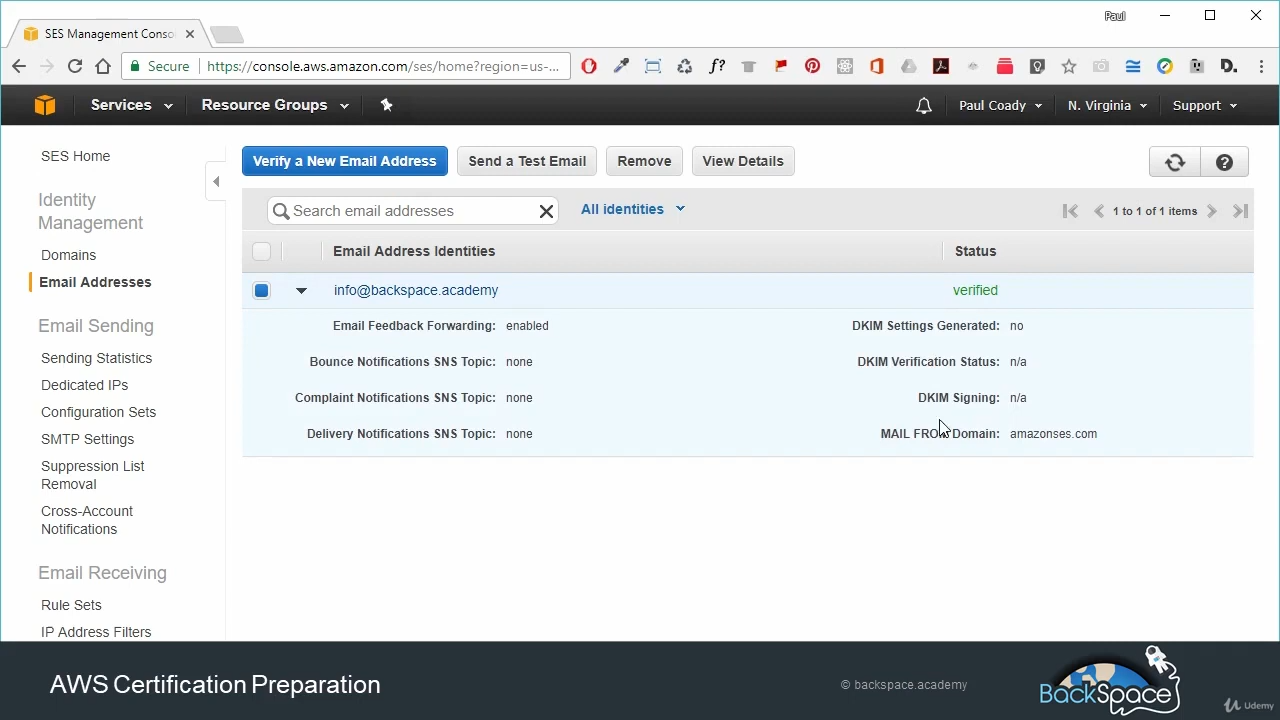 Paul
SES Management Conso
Secure https://console.aws.amazon.com/ses/home?region=us-...
f? D.
Services Resource Groups Paul Coady N. Virginia Support
SES Home
Identity
Management
Domains
Email Addresses
Email Sending
Sending Statistics
Dedicated IPs
Configuration Sets
SMTP Settings
Suppression List
Removal
Cross-Account
Notifications
Email Receiving
Rule Sets
IP Address Filters
Verify a New Email Address Send a Test Email Remove View Details ?
Search email addresses All identities 1 to 1 of 1 items
Email Address Identities Status
info@backspace.academy verified
Email Feedback Forwarding: enabled DKIM Settings Generated: no
Bounce Notifications SNS Topic: none DKIM Verification Status: n/a
Complaint Notifications SNS Topic: none DKIM Signing: n/a
Delivery Notifications SNS Topic: none MAIL FROM Domain: amazonses.com
AWS Certification Preparation © backspace.academy BackSpace
Udemy